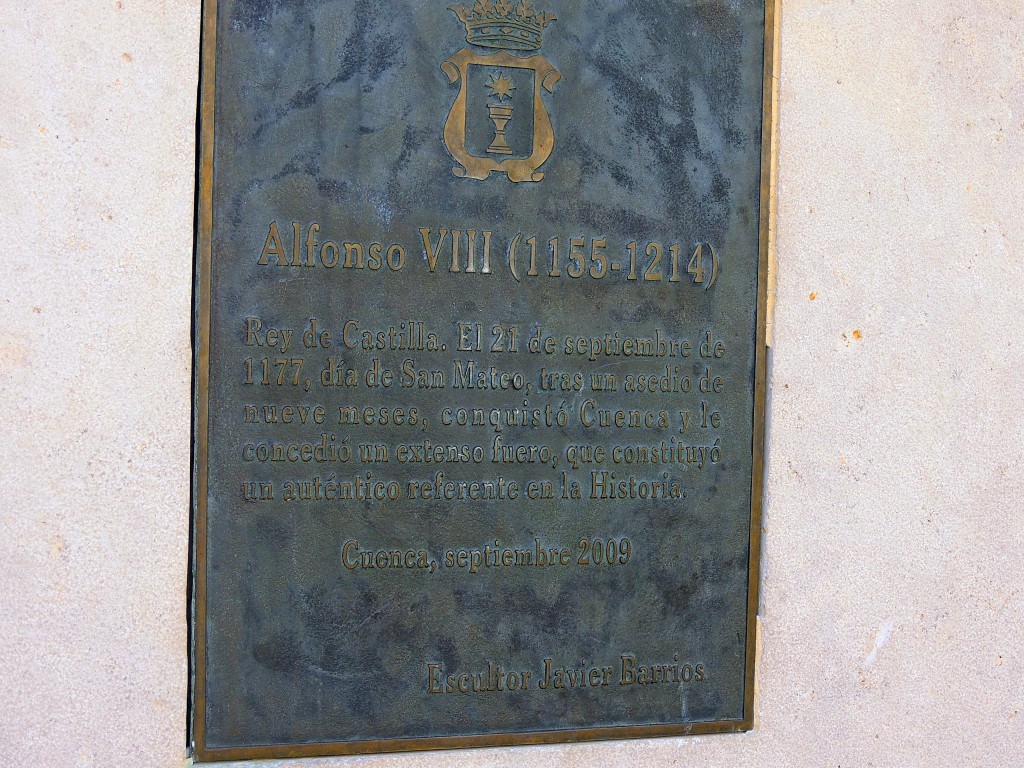 Alfonso VIII (1155-1214)
Rey de Castilla. El 21 de septiembre de
1177, día de San Mateo, tras un asedio de
nueve meses, conquistó Cuenca y le
concedió un extenso fuero, que constituyó
un auténtico referente en la Historia.
Cuenca, septiembre 2009
Escultor Javier Barrios